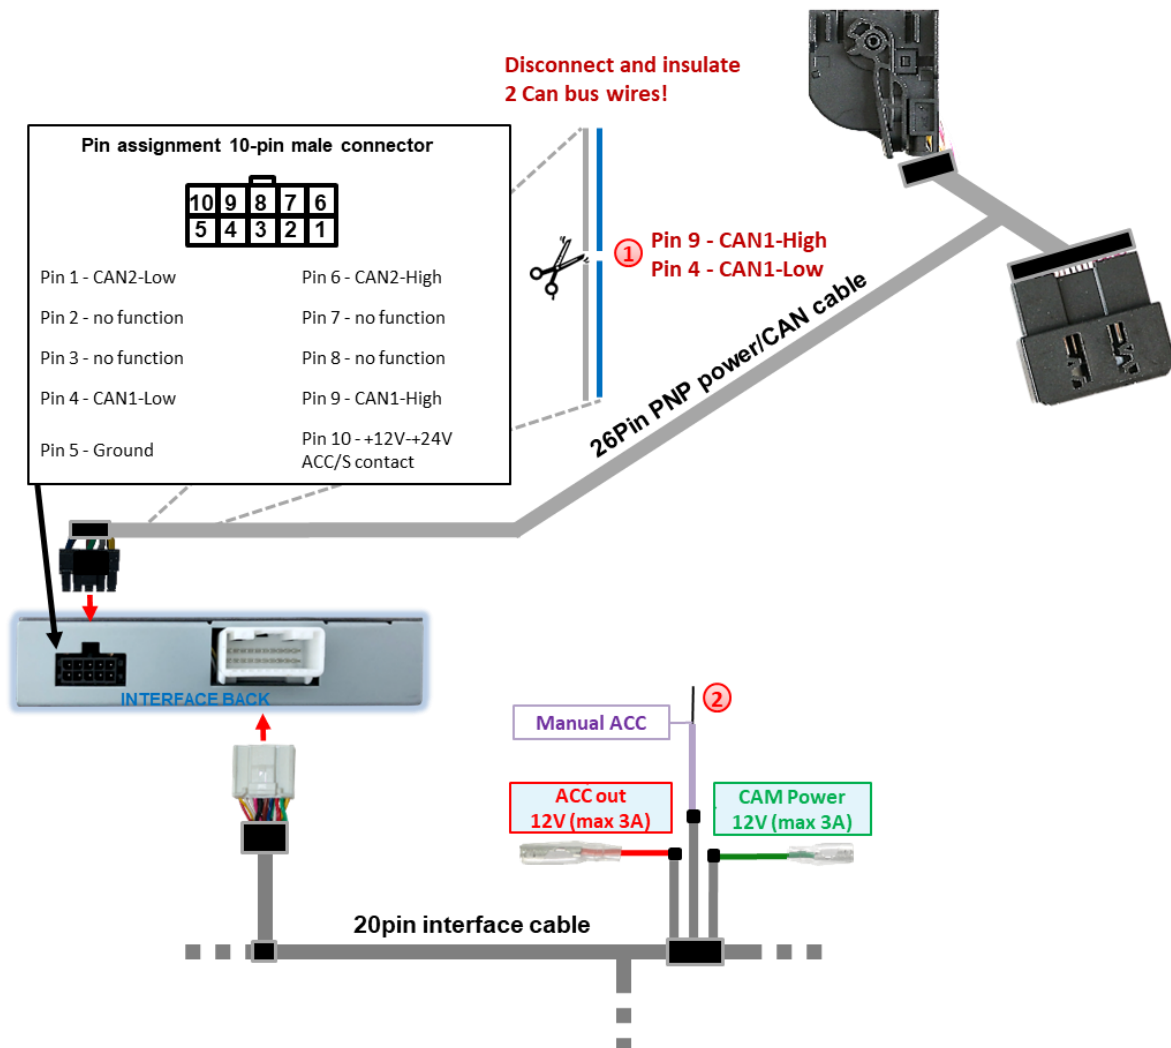 Disconnect and insulate
2 Can bus wires!
Pin assignment 10-pin male connector
10 9 8 7 6
5 4 3 2 1
Pin 1 - CAN2-Low
Pin 6 - CAN2-High
Pin 2 - no function
Pin 7 - no function
Pin 3 - no function
Pin 8 - no function
Pin 4 - CAN1-Low
Pin 9 - CAN1-High
Pin 5 - Ground
Pin 10 - +12V-+24V
ACC/S contact
1
Pin 9 - CAN1-High
Pin 4 - CAN1-Low
26Pin PNP power/CAN cable
INTERFACE BACK
2
Manual ACC
ACC out
12V (max 3A)
CAM Power
12V (max 3A)
20pin interface cable